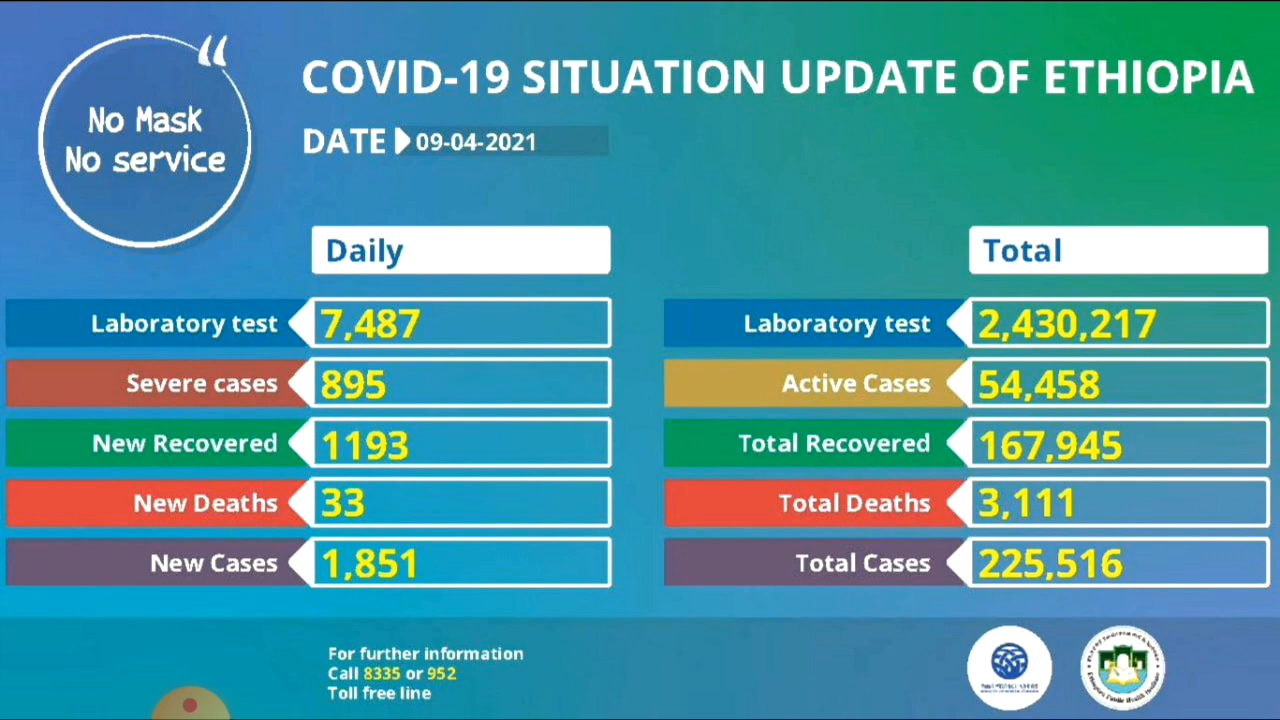 “
No Mask
No service
COVID-19 SITUATION UPDATE OF ETHIOPIA
DATE 09-04-2021
Daily
Laboratory test 7,487
Severe cases 895
New Recovered 1193
New Deaths 33
New Cases 1,851
Total
Laboratory test 2,430,217
Active Cases 54,458
Total Recovered 167,945
Total Deaths 3,111
Total Cases 225,516
For further information
Call 8335 or 952
Toll free line